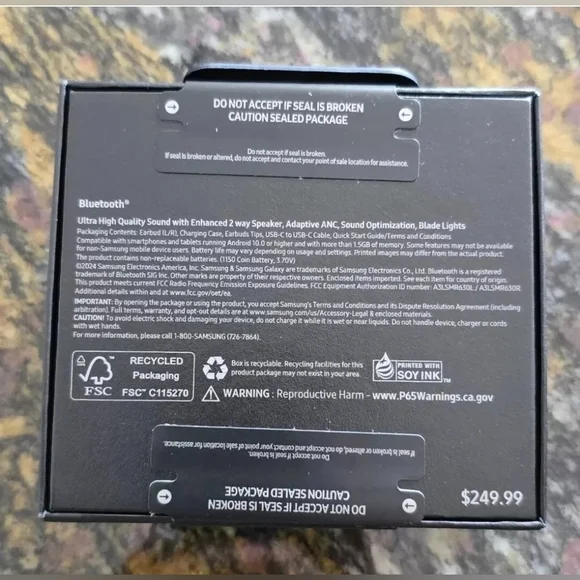 DO NOT ACCEPT IF SEAL IS BROKEN
CAUTION SEALED PACKAGE
Do not accept if seal is broken.
If seal is broken or altered, do not accept and contact your point of sale location for assistance.
Bluetooth®
Ultra High Quality Sound with Enhanced 2 way Speaker, Adaptive ANC, Sound Optimization, Blade Lights
Packaging Contents: Earbud (L/R), Charging Case, Earbuds Tips, USB-C to USB-C Cable, Quick Start Guide/Terms and Conditions
Compatible with smartphones and tablets running Android 10.0 or higher and with more than 1.5GB of memory. Some features may not be available
for non-Samsung mobile device users. Battery life may vary depending on usage and settings. Printed images may differ from the actual product.
The product contains non-replaceable batteries. (1150 Coin Battery, 3.70V)
©2024 Samsung Electronics America, Inc. Samsung & Samsung Galaxy are trademarks of Samsung Electronics Co., Ltd. Bluetooth is a registered
trademark of Bluetooth SIG Inc. Other marks are property of their respective owners. Enclosed items imported. See each item for country of origin.
This product meets current FCC Radio Frequency Emission Exposure Guidelines. FCC Equipment Authorization ID number A3LSMR630L / A3LSMR630R
Additional details within and at www.fcc.gov/oet/ea.
IMPORTANT: By opening the package or using the product, you accept Samsung's Terms and Conditions and its Dispute Resolution Agreement (including
arbitration). Full terms, warranty, and opt-out details are at www.samsung.com/us/Accessory-Legal & enclosed materials.
CAUTION! To avoid electric shock and damaging your device, do not charge it while it is wet or near liquids. Do not handle device, charger or cords
with wet hands.
For more information, please call 1-800-SAMSUNG (726-7864).
FSC
RECYCLED
Packaging
FSC™ C115270
Box is recyclable. Recycling facilities for this
product package may not exist in your area.
PRINTED WITH
SOY INK™
WARNING : Reproductive Harm - www.P65Warnings.ca.gov
DO NOT ACCEPT IF SEAL IS BROKEN
CAUTION SEALED PACKAGE
Do not accept if seal is broken.
If seal is broken or altered, do not accept and contact your point of sale location for assistance.
$249.99